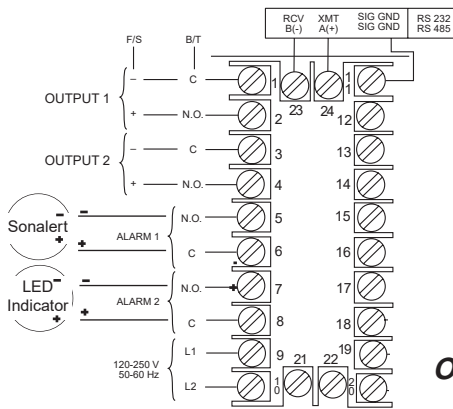 RCV XMT SIG GND RS 232
B(-) A(+) SIG GND RS 485
F/S B/T
OUTPUT 1
– C 1
+ N.O. 2
OUTPUT 2
– C 3
+ N.O. 4
23 24 11
12
13
14
15
16
17
18
19
20
Sonalert
- -
+ +
ALARM 1
N.O. 5
C 6
-
LED
Indicator
- -
+ +
ALARM 2
N.O. + 7
C 8
120-250 V
50-60 Hz
L1 9
L2 10
21 22
O